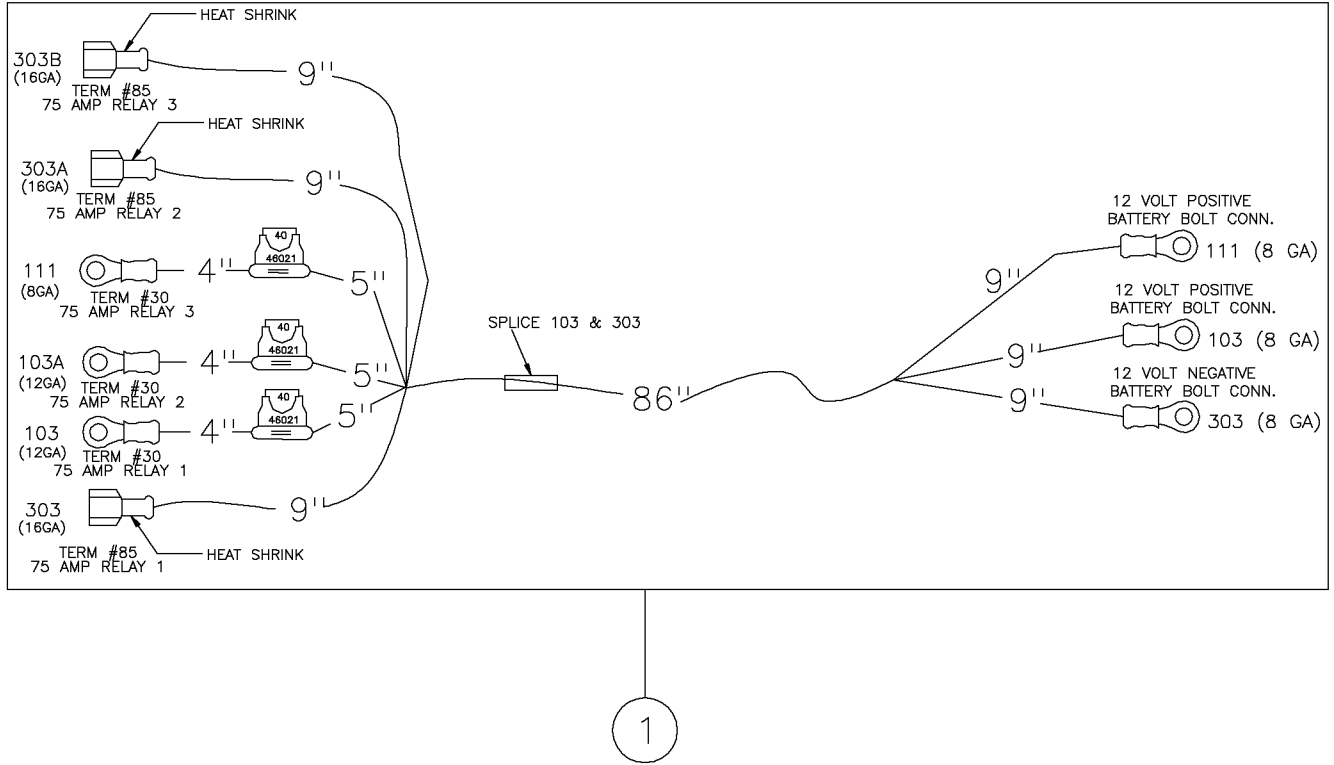 HEAT SHRINK
303B
(16GA)
TERM #85
75 AMP RELAY 3
9"
HEAT SHRINK
303A
(16GA)
TERM #85
75 AMP RELAY 2
9"
111
(8GA)
TERM #30
75 AMP RELAY 3
4"
40
46021
5"
103A
(12GA)
TERM #30
75 AMP RELAY 2
4"
40
46021
5"
103
(12GA)
TERM #30
75 AMP RELAY 1
4"
40
46021
5"
303
(16GA)
TERM #85
75 AMP RELAY 1
9"
HEAT SHRINK
SPLICE 103 & 303
86"
9"
12 VOLT POSITIVE
BATTERY BOLT CONN.
111 (8 GA)
9"
12 VOLT POSITIVE
BATTERY BOLT CONN.
103 (8 GA)
9"
12 VOLT NEGATIVE
BATTERY BOLT CONN.
303 (8 GA)
1